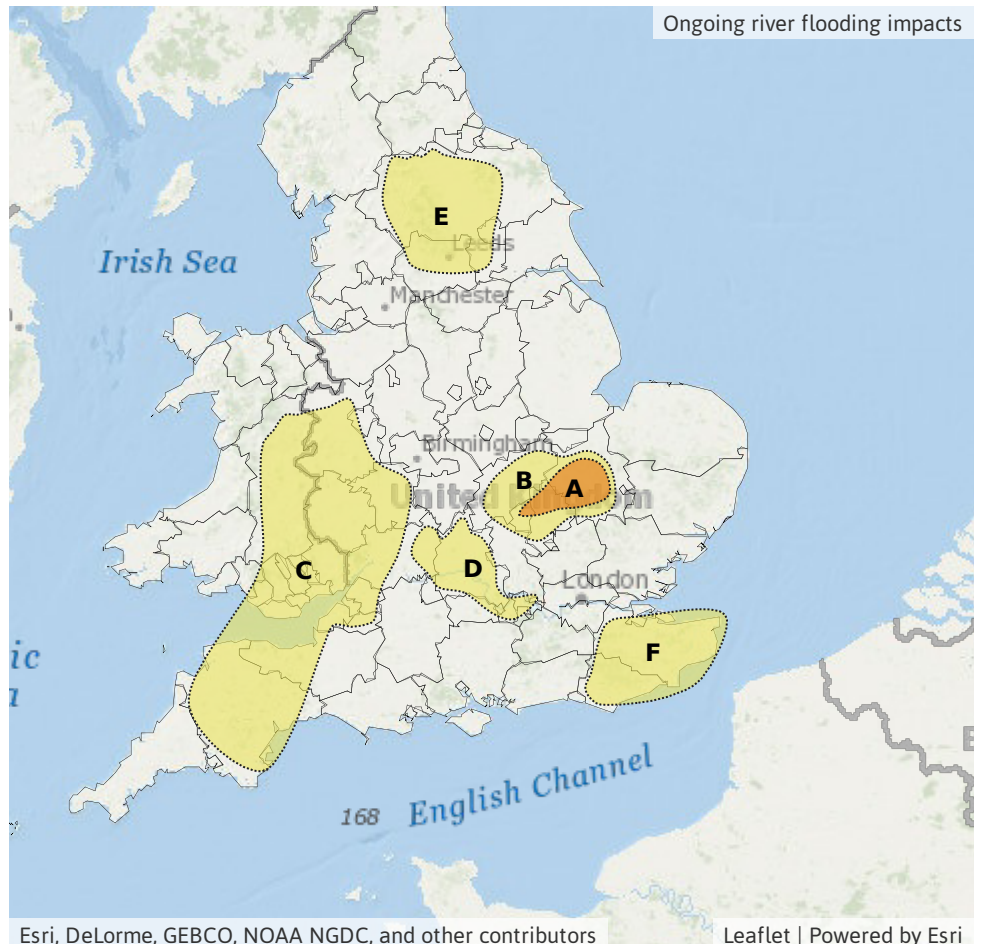 Ongoing river flooding impacts
E
Leeds
Irish Sea
Manchester
Birmingham
B
A
United Kingdom
C
D
London
F
ic
a
E
English Channel
168
Esri, DeLorme, GEBCO, NOAA NGDC, and other contributors
Leaflet | Powered by Esri